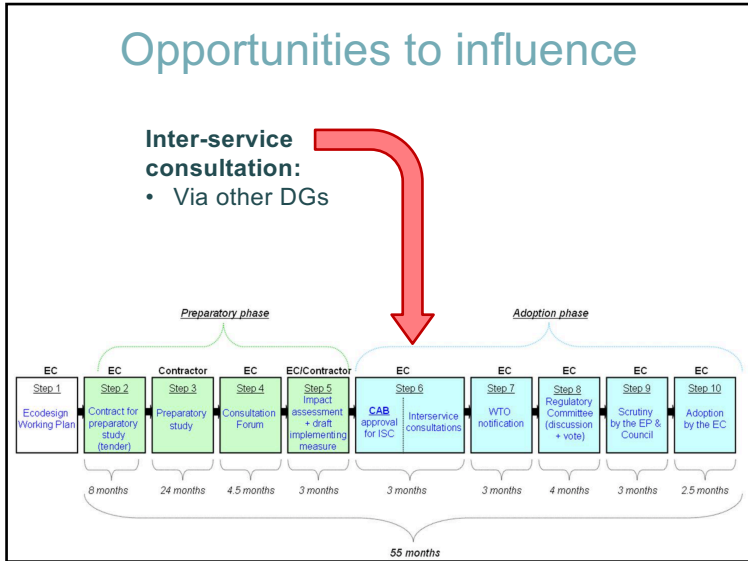 Opportunities to influence
Inter-service
consultation:
• Via other DGs
Preparatory phase
Adoption phase
EC
Step 1
Ecodesign
Working Plan
EC
Step 2
Contract for
preparatory
study
(tender)
Contractor
Step 3
Preparatory
study
EC
Step 4
Consultation
Forum
EC/Contractor
Step 5
Impact
assessment
+ draft
implementing
measure
EC
Step 6
CAB
approval
for ISC
Interservice
consultations
EC
Step 7
WTO
notification
EC
Step 8
Regulatory
Committee
(discussion
+ vote)
EC
Step 9
Scrutiny
by the EP &
Council
EC
Step 10
Adoption
by the EC
8 months
24 months
4.5 months
3 months
3 months
3 months
4 months
3 months
2.5 months
55 months